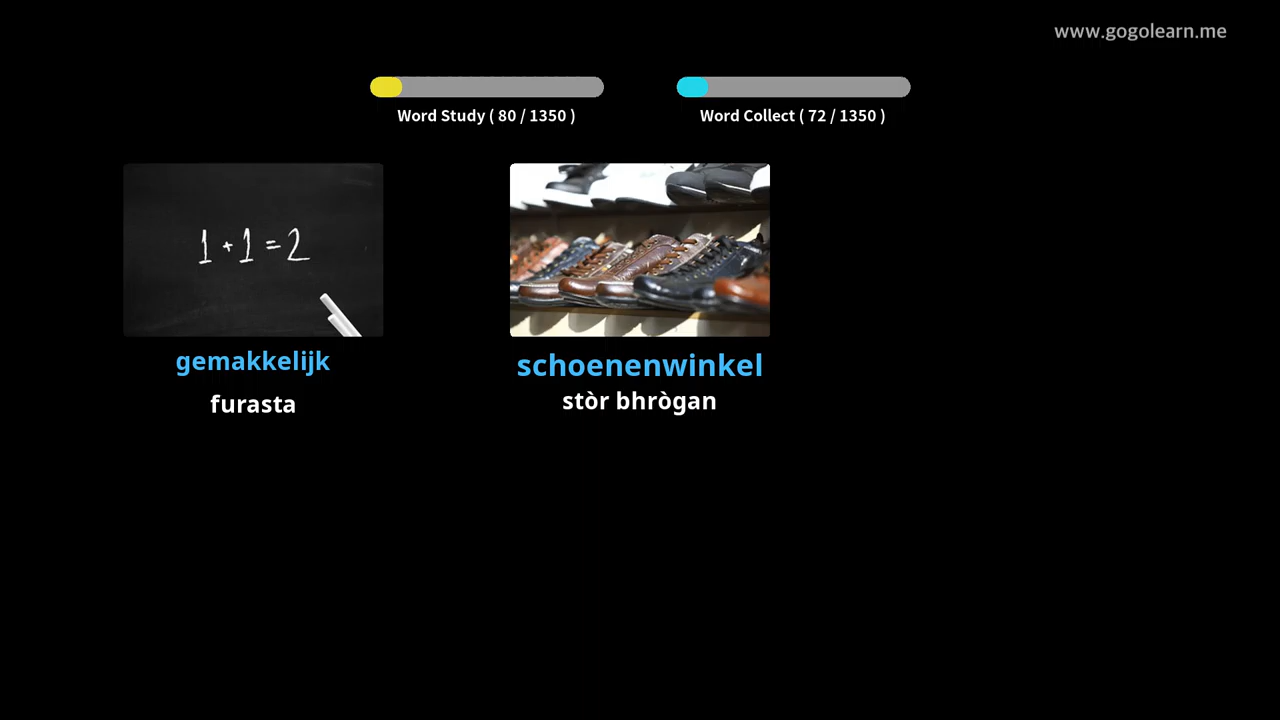 www.gogolearn.me
Word Study ( 80 / 1350 )
Word Collect ( 72 / 1350 )
1 + 1 = 2
gemakkelijk
furasta
schoenenwinkel
stòr bhrògan